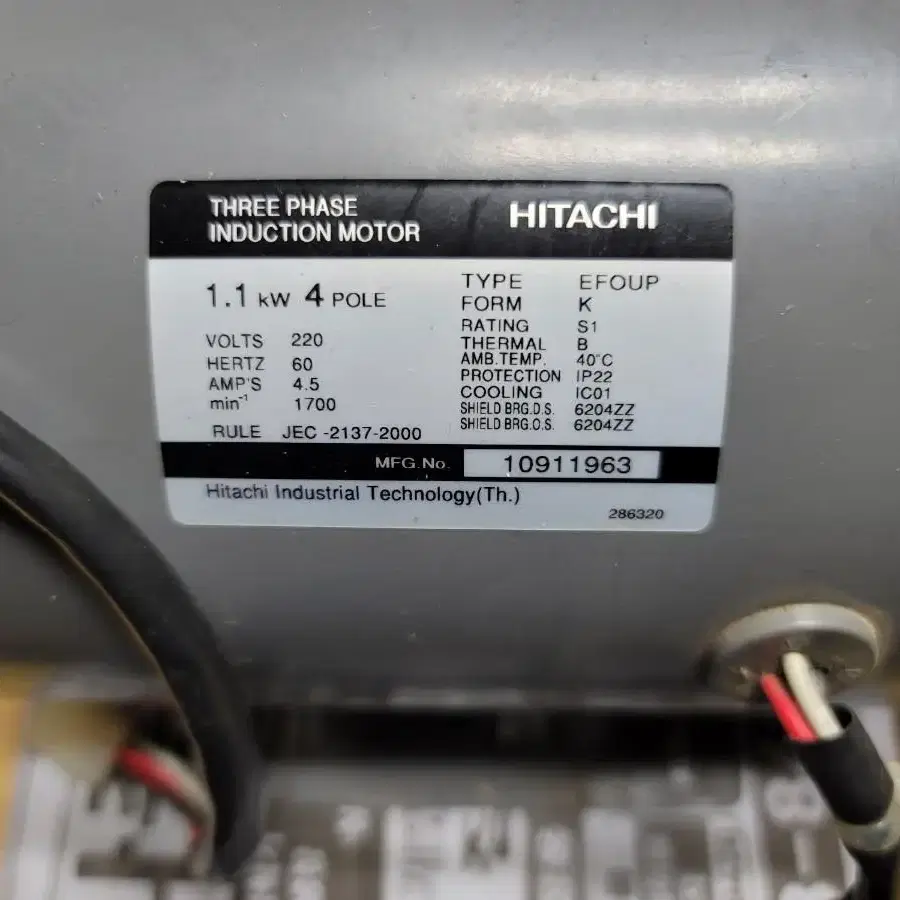 THREE PHASE
INDUCTION MOTOR
HITACHI
1.1 kW 4 POLE
VOLTS 220
HERTZ 60
AMP'S 4.5
min⁻¹ 1700
RULE JEC -2137-2000
TYPE EFOUP
FORM K
RATING S1
THERMAL B
AMB.TEMP. 40°C
PROTECTION IP22
COOLING IC01
SHIELD BRG.D.S. 6204ZZ
SHIELD BRG.O.S. 6204ZZ
MFG.No. 10911963
Hitachi Industrial Technology(Th.)
286320